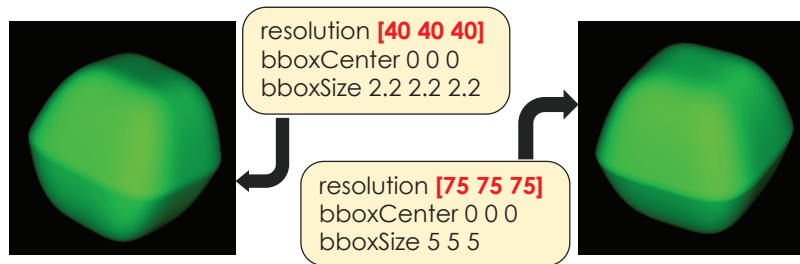 resolution [40 40 40]
bboxCenter 0 0 0
bboxSize 2.2 2.2 2.2
resolution [75 75 75]
bboxCenter 0 0 0
bboxSize 5 5 5